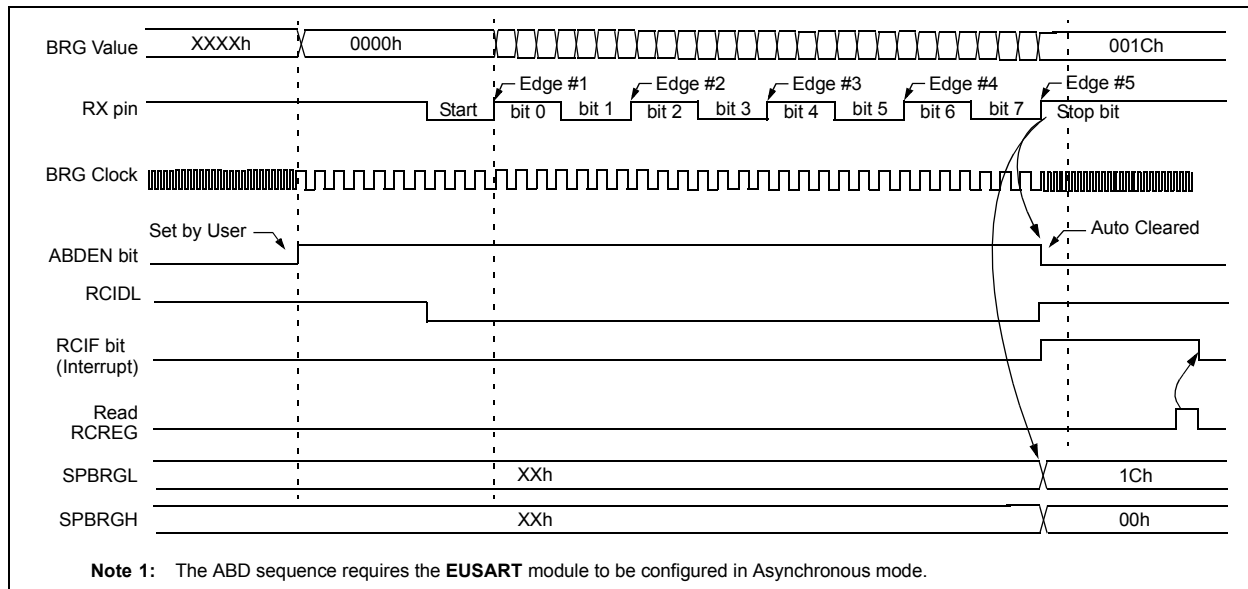 BRG Value XXXXh 0000h 001Ch
Edge #1 Edge #2 Edge #3 Edge #4 Edge #5
RX pin Start bit 0 bit 1 bit 2 bit 3 bit 4 bit 5 bit 6 bit 7 Stop bit
BRG Clock
Set by User Auto Cleared
ABDEN bit
RCIDL
RCIF bit
(Interrupt)
Read
RCREG
SPBRGL XXh 1Ch
SPBRGH XXh 00h
Note 1: The ABD sequence requires the EUSART module to be configured in Asynchronous mode.